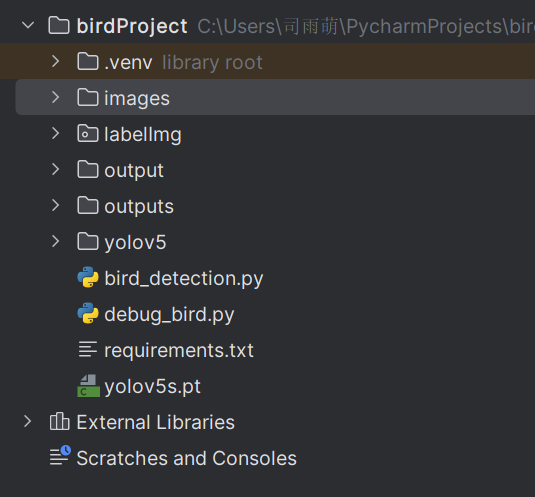 birdProject C:\Users\司雨萌\PycharmProjects\bir
.venv library root
images
labelImg
output
outputs
yolov5
bird_detection.py
debug_bird.py
requirements.txt
yolov5s.pt
External Libraries
Scratches and Consoles